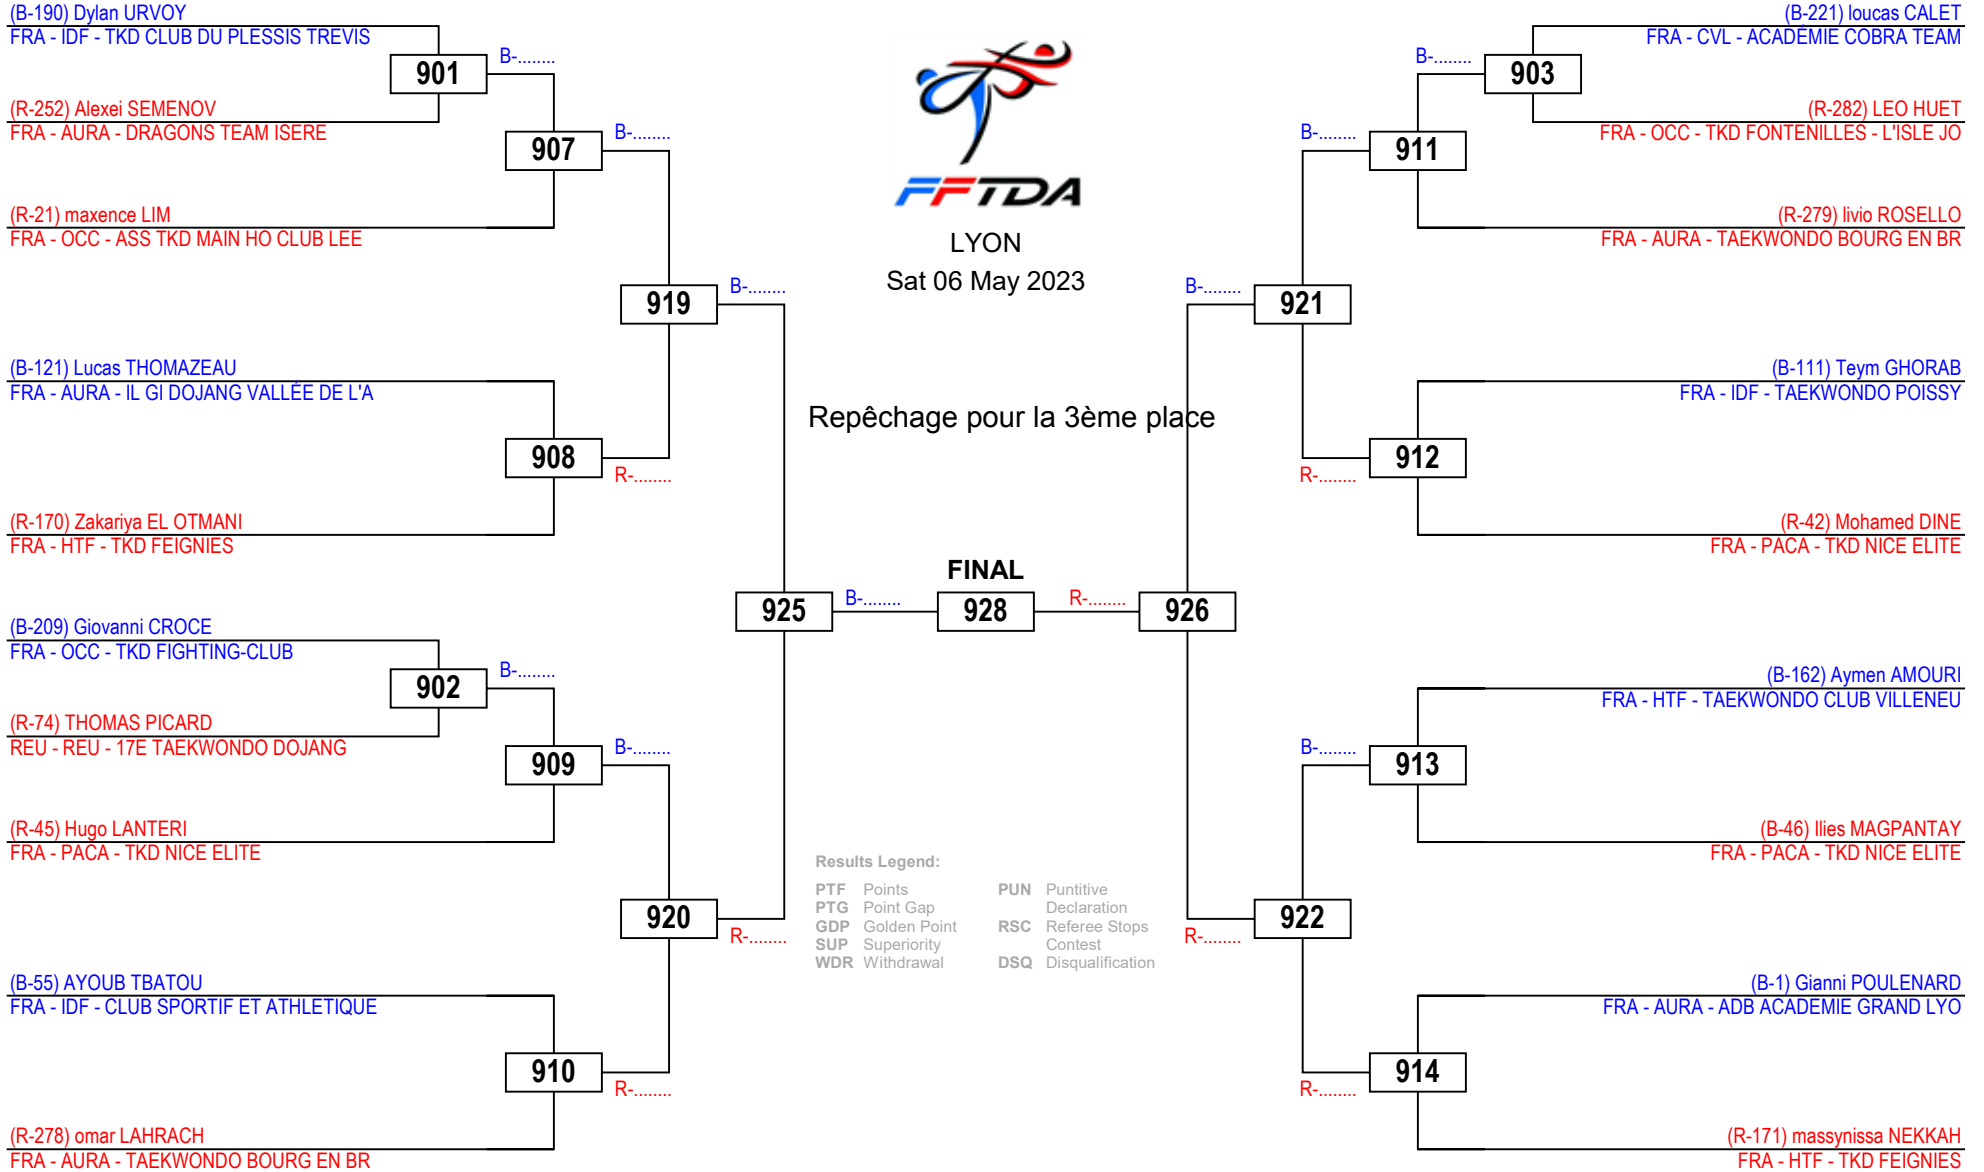 (B-190) Dylan URVOY
FRA - IDF - TKD CLUB DU PLESSIS TREVIS
901
B-........
(R-252) Alexei SEMENOV
FRA - AURA - DRAGONS TEAM ISERE
907
B-........
(R-21) maxence LIM
FRA - OCC - ASS TKD MAIN HO CLUB LEE
919
B-........
(B-121) Lucas THOMAZEAU
FRA - AURA - IL GI DOJANG VALLÉE DE L'A
908
R-........
(R-170) Zakariya EL OTMANI
FRA - HTF - TKD FEIGNIES
925
B-........
(B-209) Giovanni CROCE
FRA - OCC - TKD FIGHTING-CLUB
902
B-........
(R-74) THOMAS PICARD
REU - REU - 17E TAEKWONDO DOJANG
909
B-........
(R-45) Hugo LANTERI
FRA - PACA - TKD NICE ELITE
920
R-........
(B-55) AYOUB TBATOU
FRA - IDF - CLUB SPORTIF ET ATHLETIQUE
910
R-........
(R-278) omar LAHRACH
FRA - AURA - TAEKWONDO BOURG EN BR
FFTDA
LYON
Sat 06 May 2023
Repêchage pour la 3ème place
FINAL
928
Results Legend:
PTF Points
PTG Point Gap
GDP Golden Point
SUP Superiority
WDR Withdrawal
PUN Puntitive
Declaration
RSC Referee Stops
Contest
DSQ Disqualification
(B-221) loucas CALET
FRA - CVL - ACADÉMIE COBRA TEAM
B-........
903
(R-282) LEO HUET
FRA - OCC - TKD FONTENILLES - L'ISLE JO
B-........
911
(R-279) livio ROSELLO
FRA - AURA - TAEKWONDO BOURG EN BR
B-........
921
(B-111) Teym GHORAB
FRA - IDF - TAEKWONDO POISSY
912
R-........
(R-42) Mohamed DINE
FRA - PACA - TKD NICE ELITE
R-........
926
(B-162) Aymen AMOURI
FRA - HTF - TAEKWONDO CLUB VILLENEU
B-........
913
(B-46) Ilies MAGPANTAY
FRA - PACA - TKD NICE ELITE
922
R-........
(B-1) Gianni POULENARD
FRA - AURA - ADB ACADEMIE GRAND LYO
914
R-........
(R-171) massynissa NEKKAH
FRA - HTF - TKD FEIGNIES